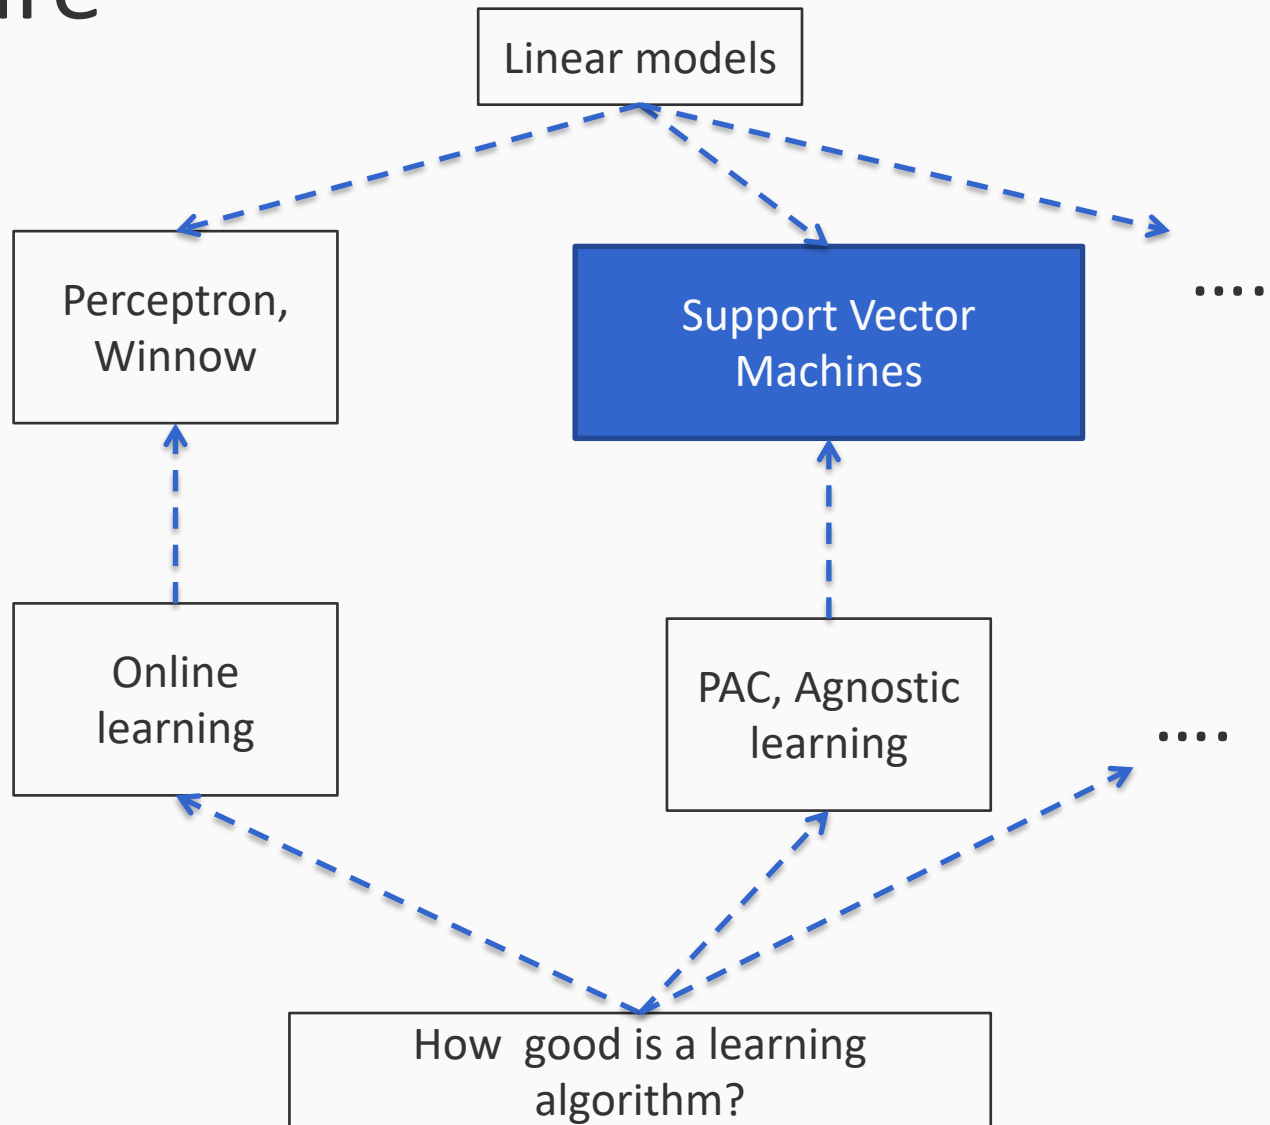 Linear models
Perceptron,
Winnow
Support Vector
Machines
....
Online
learning
PAC, Agnostic
learning
....
How good is a learning
algorithm?